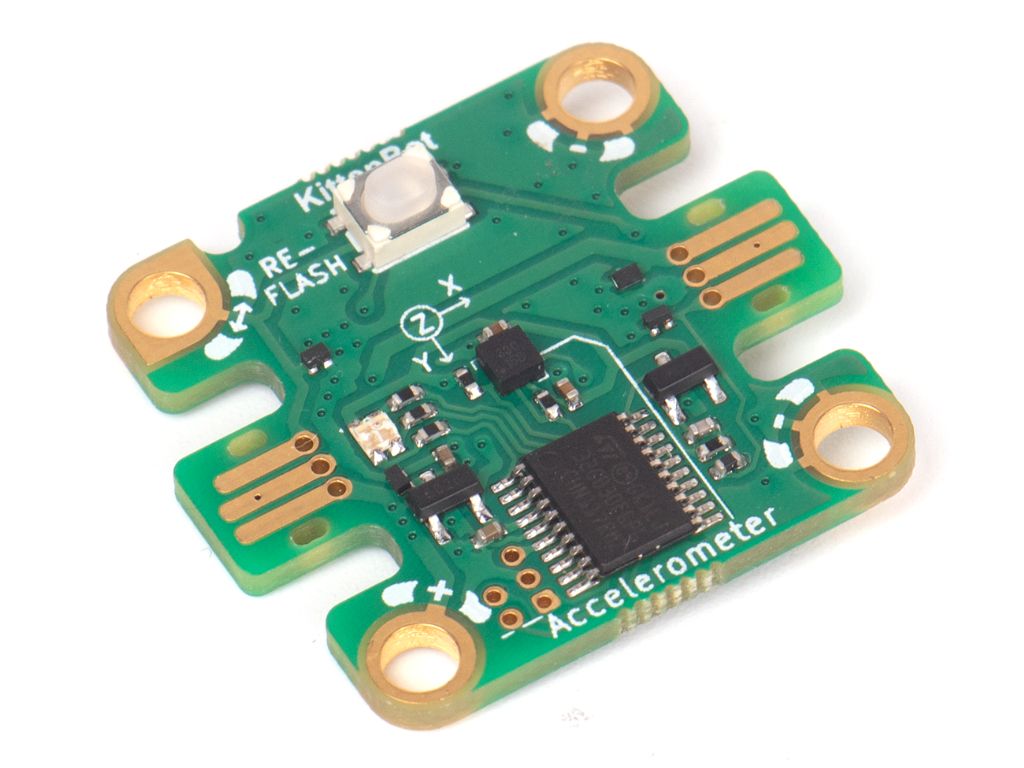 KittenBot
RE-
FLASH
X
Z
Y
Accelerometer
+
-